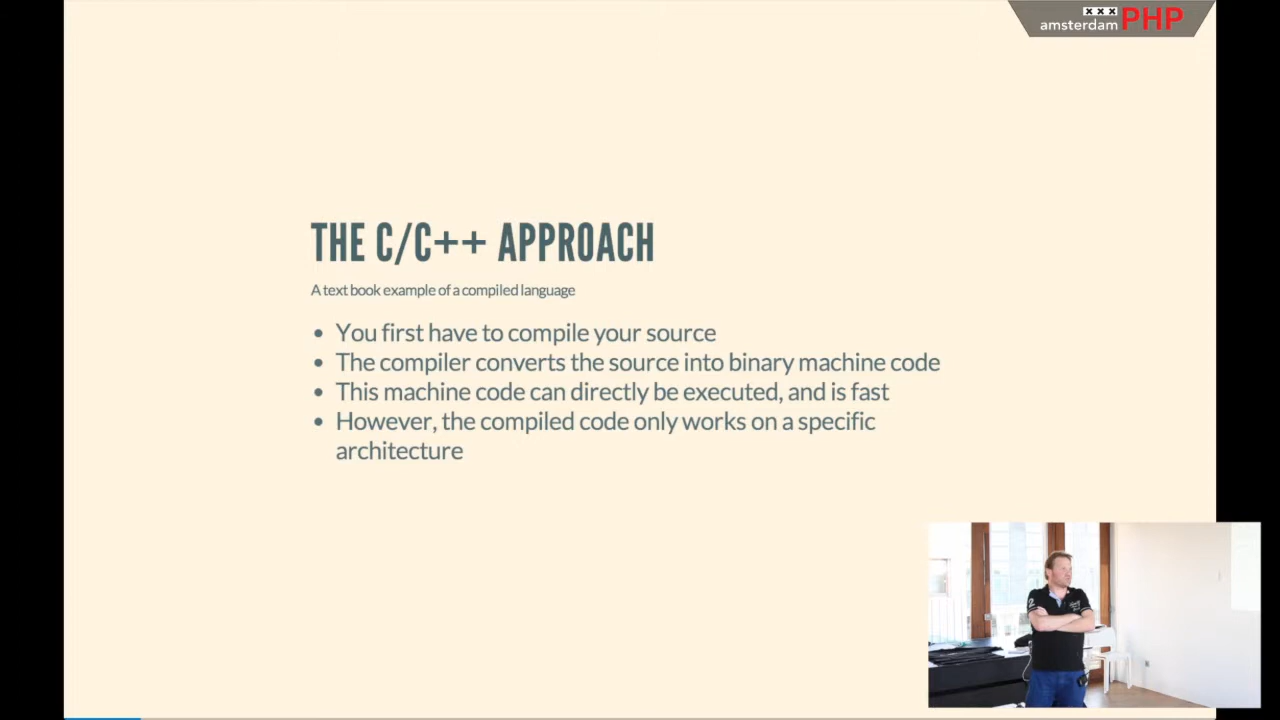 xxx
amsterdam PHP
THE C/C++ APPROACH
A text book example of a compiled language
• You first have to compile your source
• The compiler converts the source into binary machine code
• This machine code can directly be executed, and is fast
• However, the compiled code only works on a specific
architecture